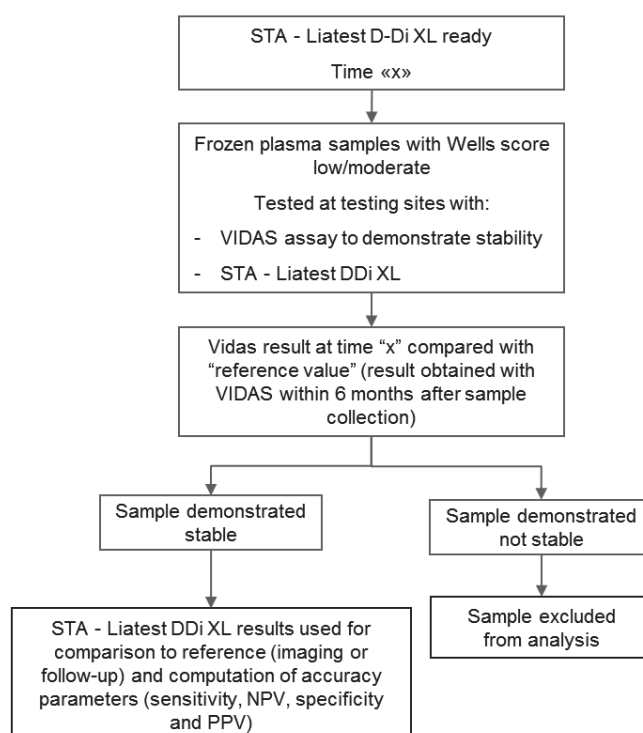 STA - Liatest D-Di XL ready
Time «x»
Frozen plasma samples with Wells score
low/moderate
Tested at testing sites with:
- VIDAS assay to demonstrate stability
- STA - Liatest DDi XL
Vidas result at time “x” compared with
“reference value” (result obtained with
VIDAS within 6 months after sample
collection)
Sample demonstrated
stable
Sample demonstrated
not stable
STA - Liatest DDi XL results used for
comparison to reference (imaging or
follow-up) and computation of accuracy
parameters (sensitivity, NPV, specificity
and PPV)
Sample excluded
from analysis